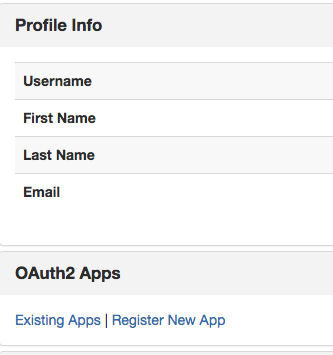 Profile Info
Username
First Name
Last Name
Email
OAuth2 Apps
Existing Apps | Register New App